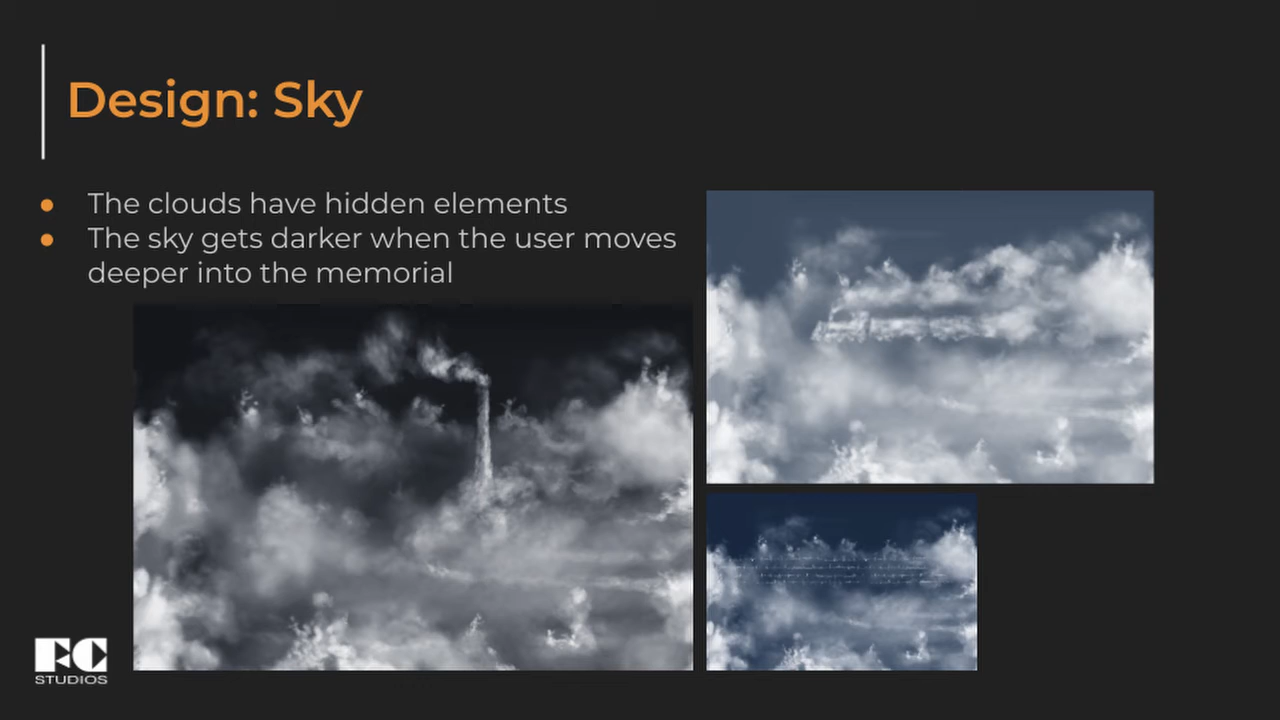 Design: Sky
The clouds have hidden elements
The sky gets darker when the user moves
deeper into the memorial
EC
STUDIOS